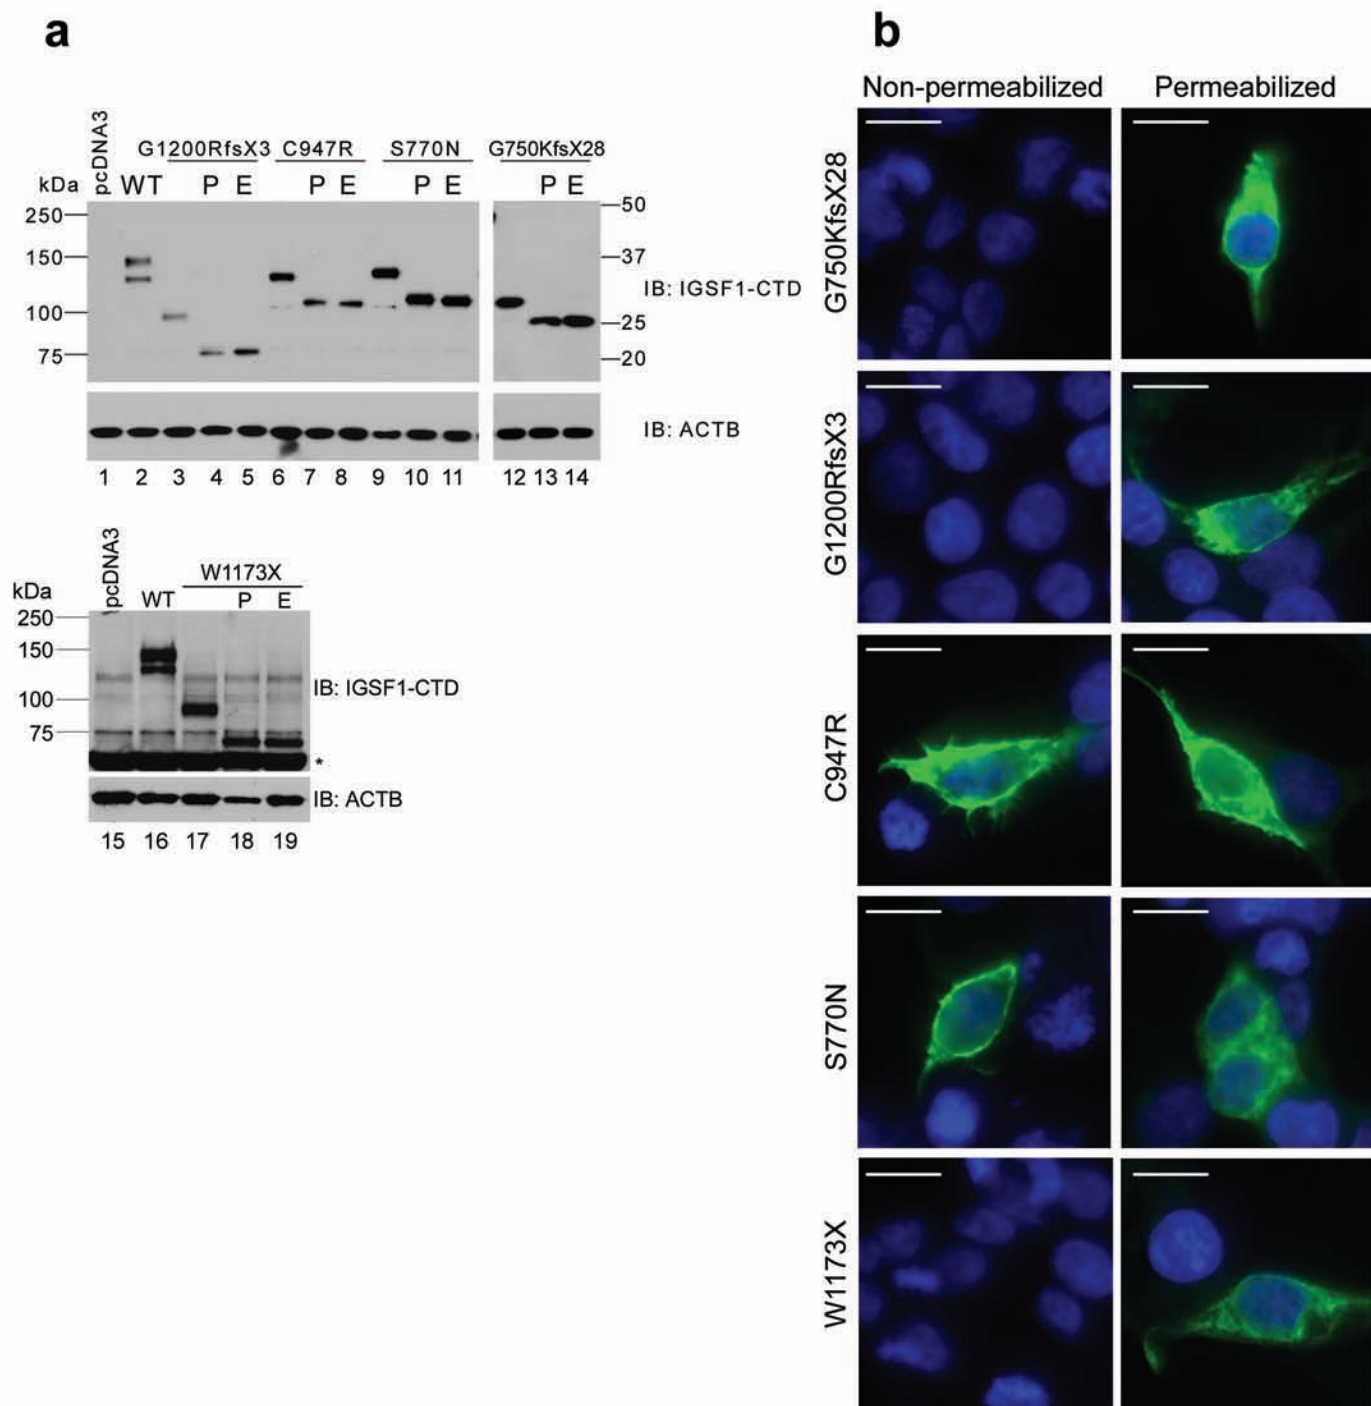 a
pcDNA3
G1200RfsX3 C947R S770N G750KfsX28
kDa WT P E P E P E P E
250 50
150 37
IB: IGSF1-CTD
100 25
75 20
IB: ACTB
1 2 3 4 5 6 7 8 9 10 11 12 13 14
pcDNA3
W1173X
kDa WT P E
250
150
IB: IGSF1-CTD
100
75
*
IB: ACTB
15 16 17 18 19
b
Non-permeabilized Permeabilized
G750KfsX28
G1200RfsX3
C947R
S770N
W1173X